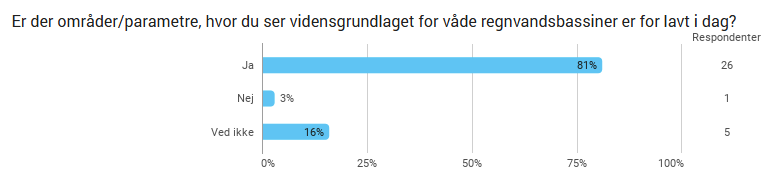 Er der områder/parametre, hvor du ser vidensgrundlaget for våde regnvandsbassiner er for lavt i dag?
Respondenter
Ja 81% 26
Nej 3% 1
Ved ikke 16% 5
0% 25% 50% 75% 100%